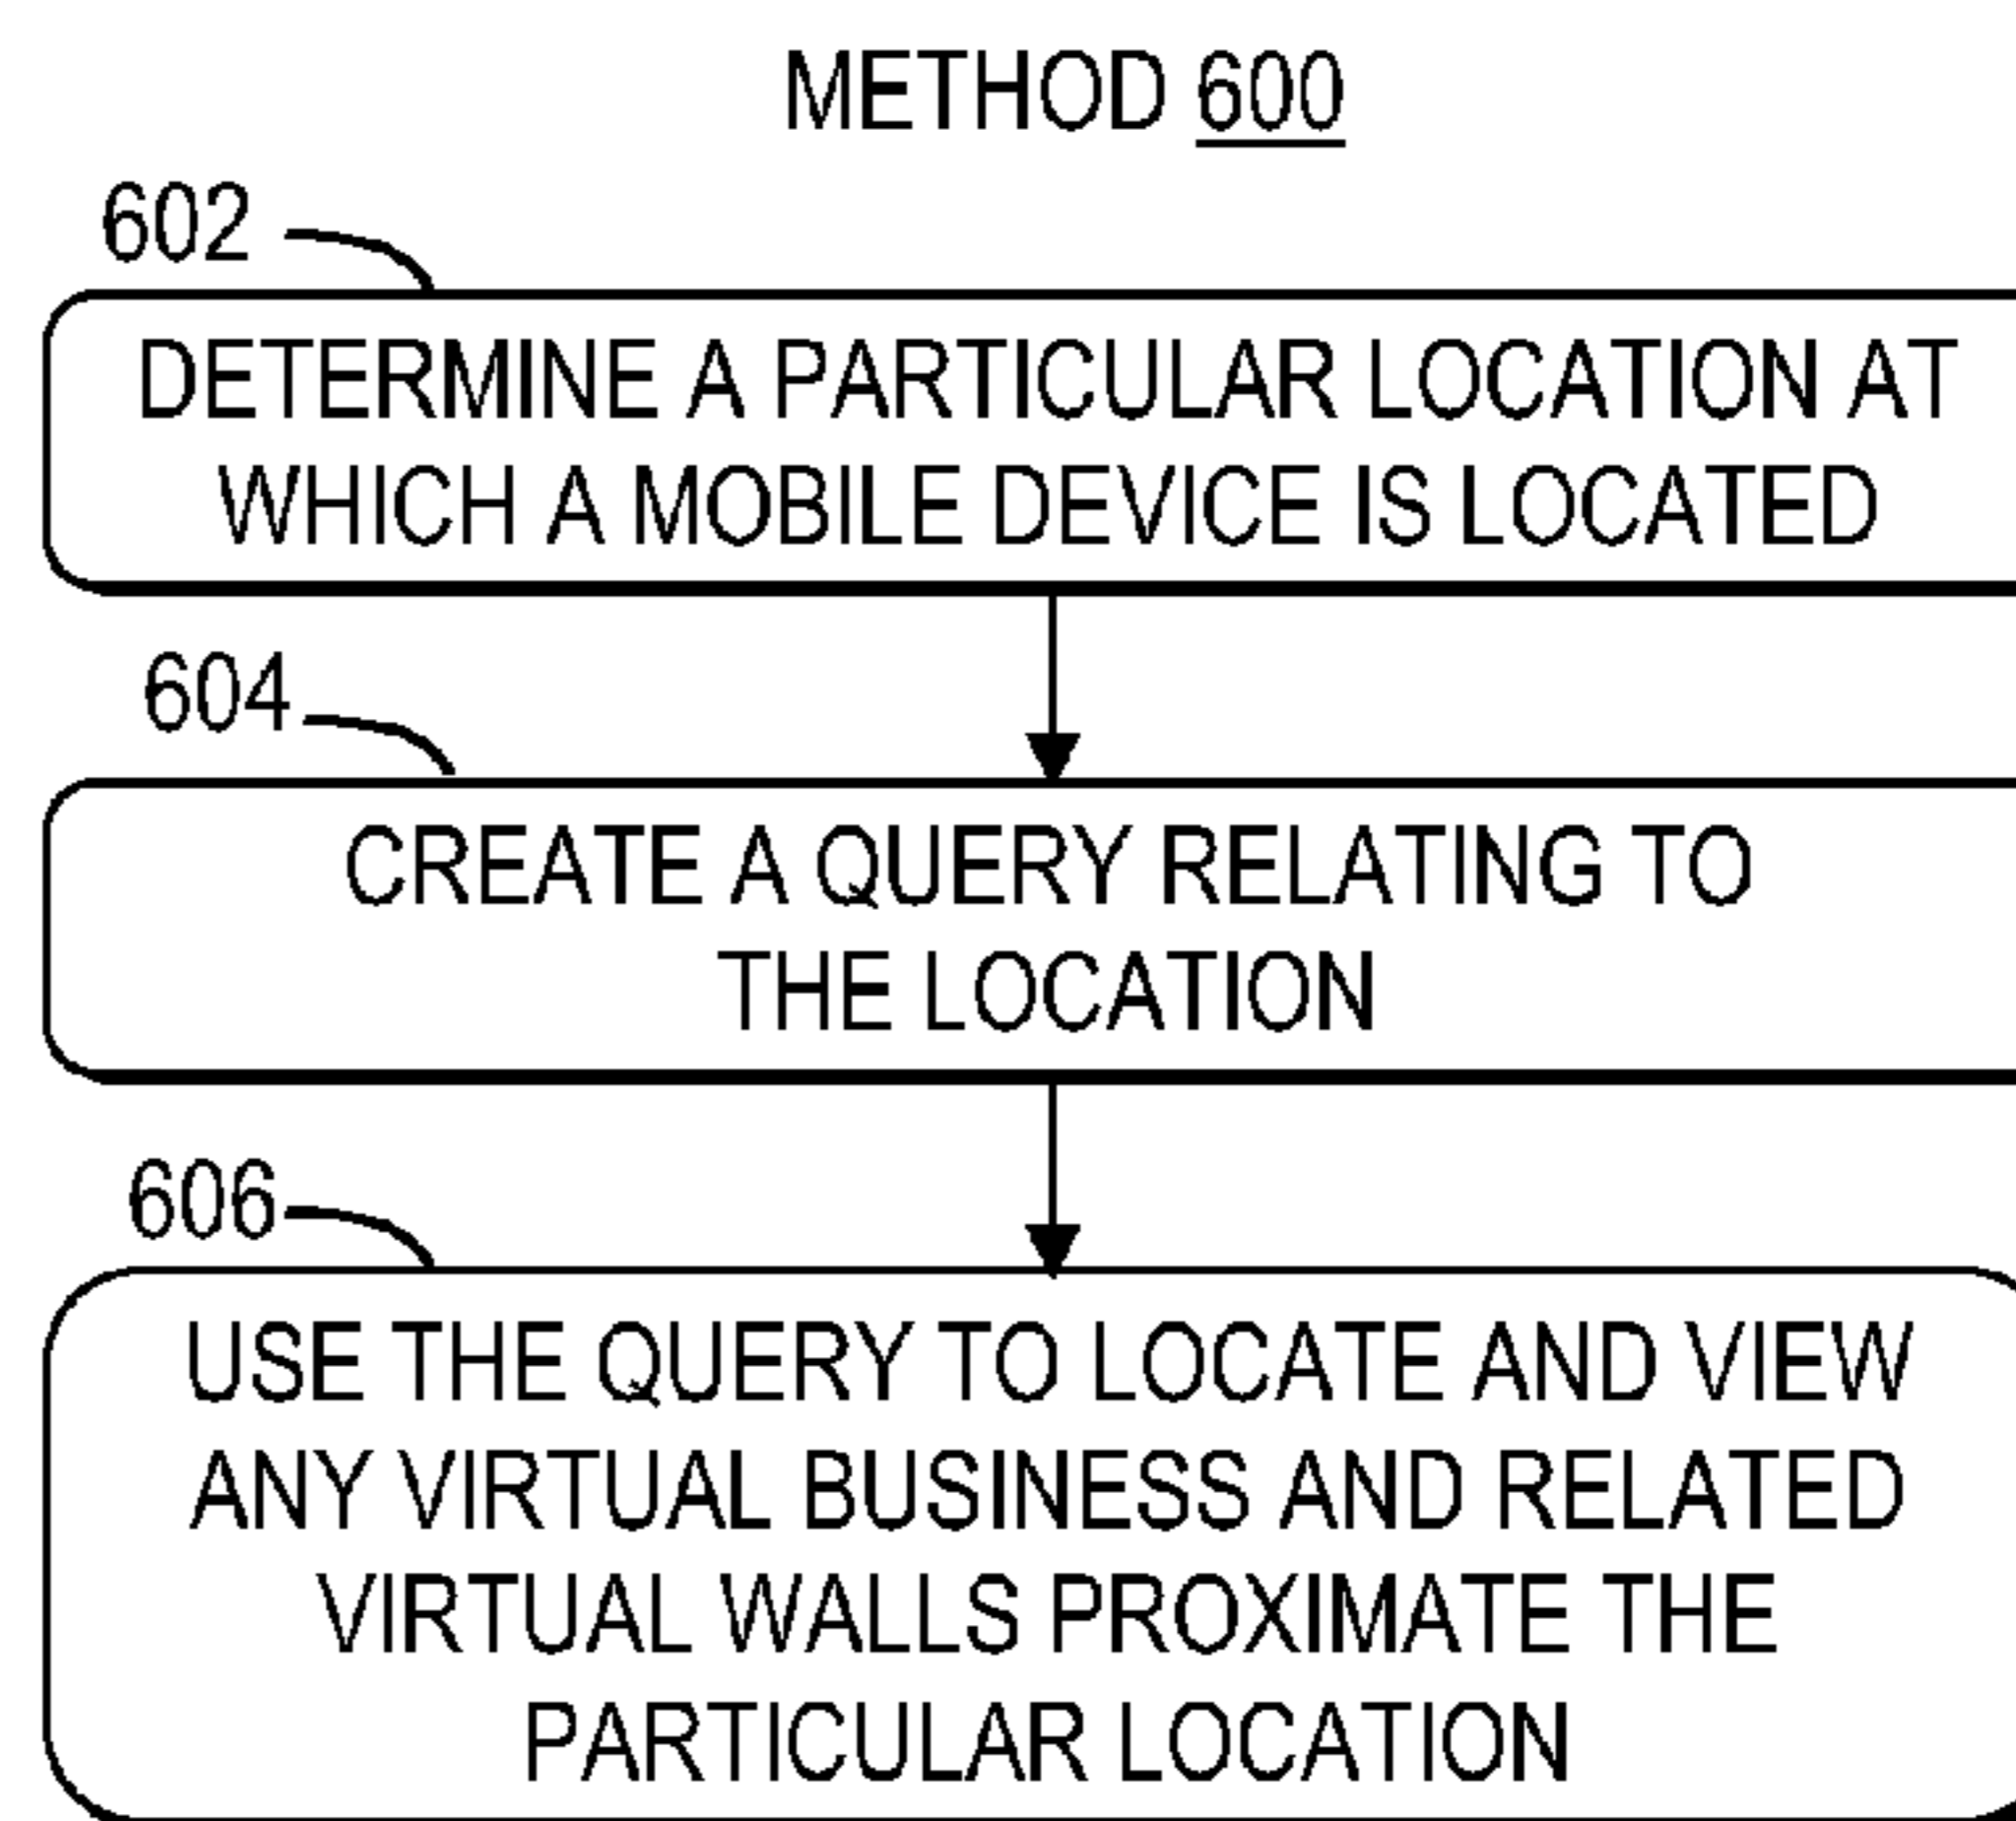 METHOD 600
602
DETERMINE A PARTICULAR LOCATION AT
WHICH A MOBILE DEVICE IS LOCATED
604
CREATE A QUERY RELATING TO
THE LOCATION
606
USE THE QUERY TO LOCATE AND VIEW
ANY VIRTUAL BUSINESS AND RELATED
VIRTUAL WALLS PROXIMATE THE
PARTICULAR LOCATION